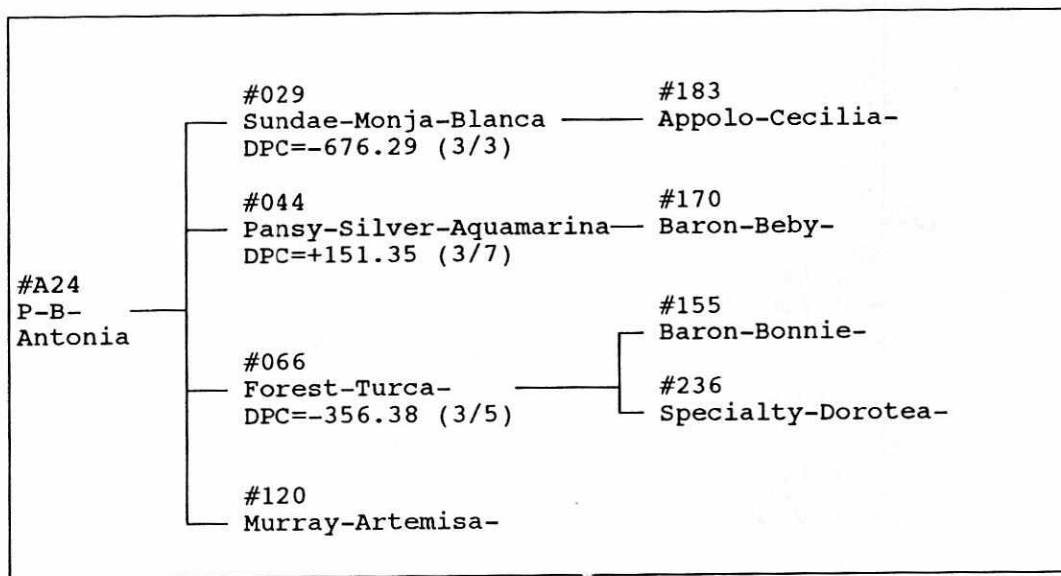 #A24
P-B-
Antonia
#029
Sundae-Monja-Blanca
DPC=-676.29 (3/3)
#183
Appolo-Cecilia-
#044
Pansy-Silver-Aquamarina
DPC=+151.35 (3/7)
#170
Baron-Beby-
#066
Forest-Turca-
DPC=-356.38 (3/5)
#155
Baron-Bonnie-
#236
Specialty-Dorotea-
#120
Murray-Artemisa-